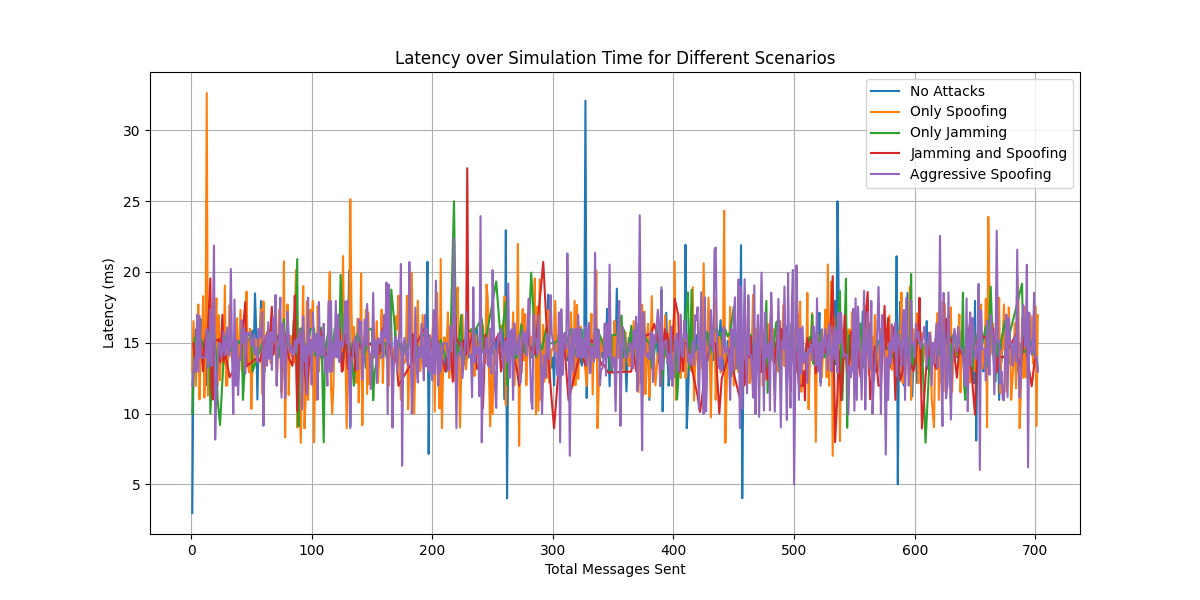 Latency over Simulation Time for Different Scenarios
No Attacks
Only Spoofing
Only Jamming
Jamming and Spoofing
Aggressive Spoofing
Latency (ms)
30
25
20
15
10
5
0 100 200 300 400 500 600 700
Total Messages Sent